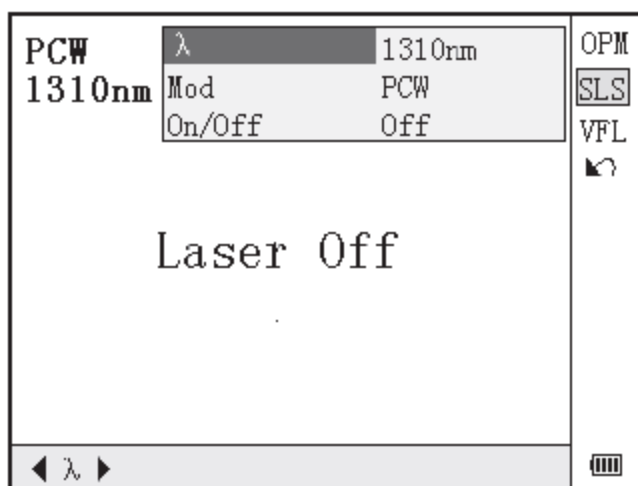 PCW
1310nm
λ 1310nm
Mod PCW
On/Off Off
OPM
SLS
VFL
Laser Off
λ